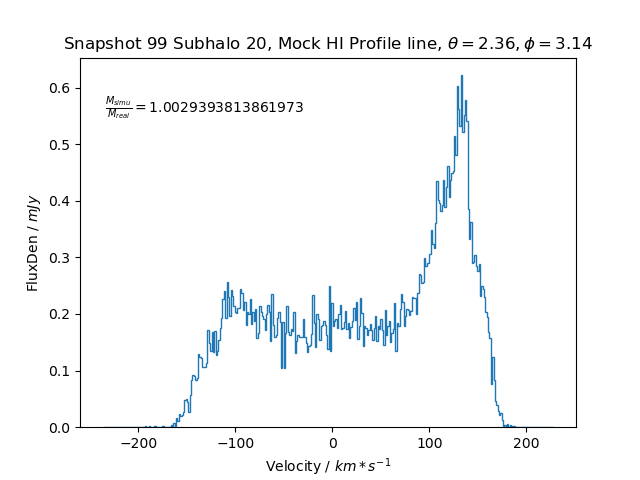 Snapshot 99 Subhalo 20, Mock HI Profile line, θ = 2.36, ϕ = 3.14
M_simu / M_real = 1.0029393813861973
FluxDen / mJy
0.6
0.5
0.4
0.3
0.2
0.1
0.0
−200 −100 0 100 200
Velocity / km * s⁻¹